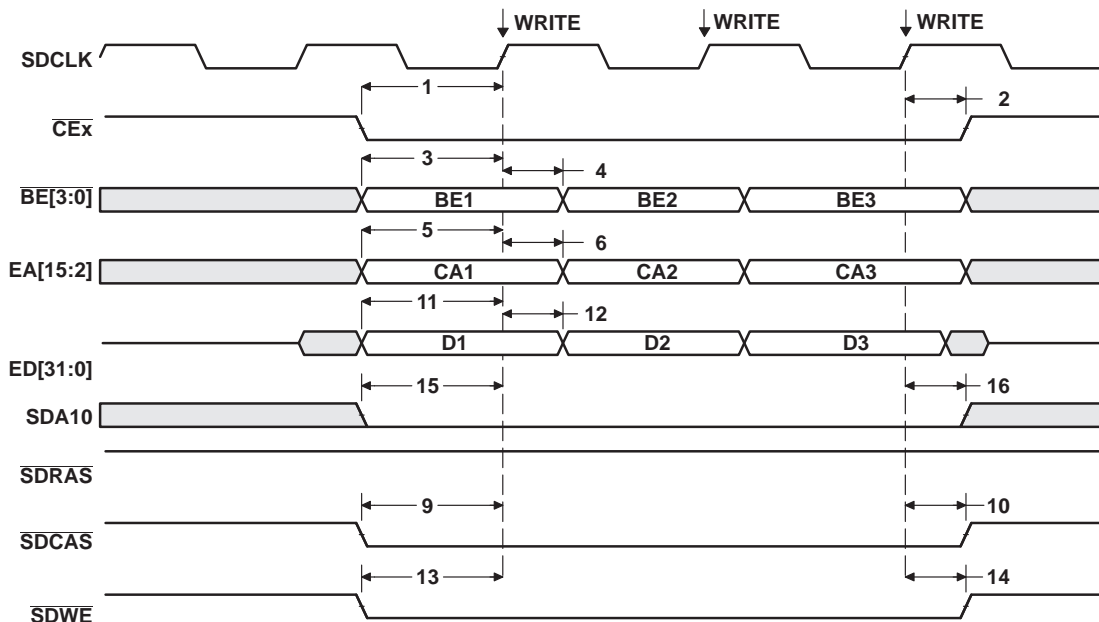 WRITE WRITE WRITE
SDCLK
1 2
CEx
3 4
BE[3:0] BE1 BE2 BE3
5 6
EA[15:2] CA1 CA2 CA3
11 12
D1 D2 D3
ED[31:0]
15 16
SDA10
SDRAS
9 10
SDCAS
13 14
SDWE